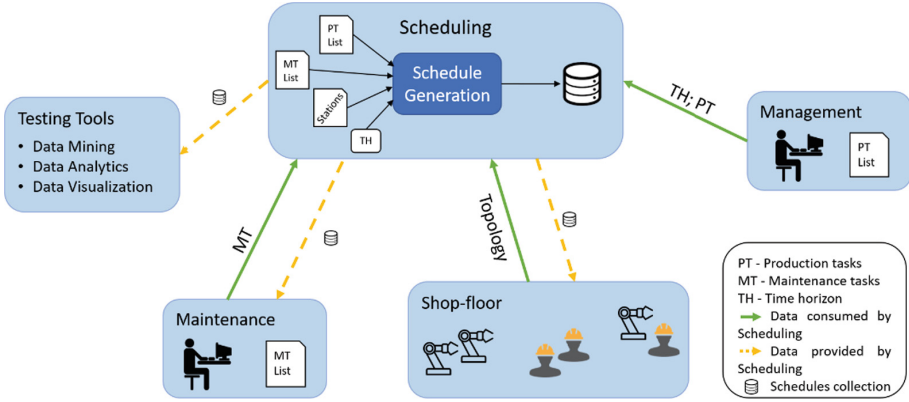 Scheduling
PT
List
MT
List
Stations
TH
Schedule
Generation
Testing Tools
• Data Mining
• Data Analytics
• Data Visualization
TH; PT
Management
PT
List
MT
Topology
Maintenance
MT
List
Shop-floor
PT - Production tasks
MT - Maintenance tasks
TH - Time horizon
Data consumed by
Scheduling
Data provided by
Scheduling
Schedules collection